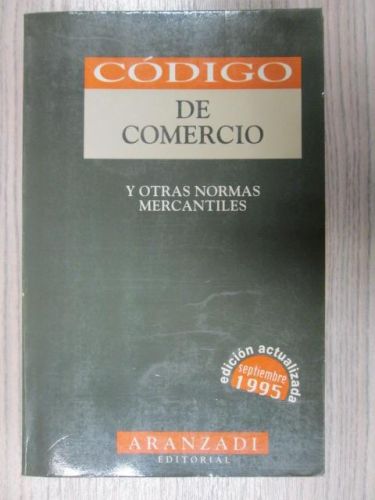 CÓDIGO
DE
COMERCIO
Y OTRAS NORMAS
MERCANTILES
edición actualizada
septiembre
1995
ARANZADI
EDITORIAL